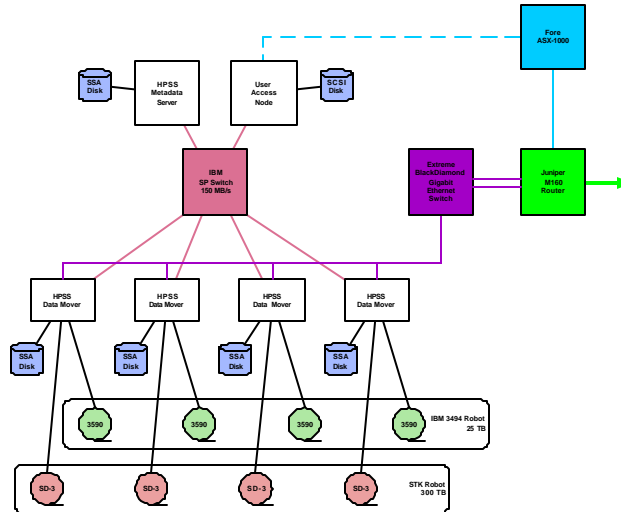 Fore
ASX-1000
SSA
Disk
HPSS
Metadata
Server
User
Access
Node
SCSI
Disk
IBM
SP Switch
150 MB/s
Extreme
BlackDiamond
Gigabit
Ethernet
Switch
Juniper
M160
Router
HPSS
Data Mover
HPSS
Data Mover
HPSS
Data Mover
HPSS
Data Mover
SSA
Disk
SSA
Disk
SSA
Disk
SSA
Disk
3590
3590
3590
3590
IBM 3494 Robot
25 TB
SD-3
SD-3
SD-3
SD-3
STK Robot
300 TB